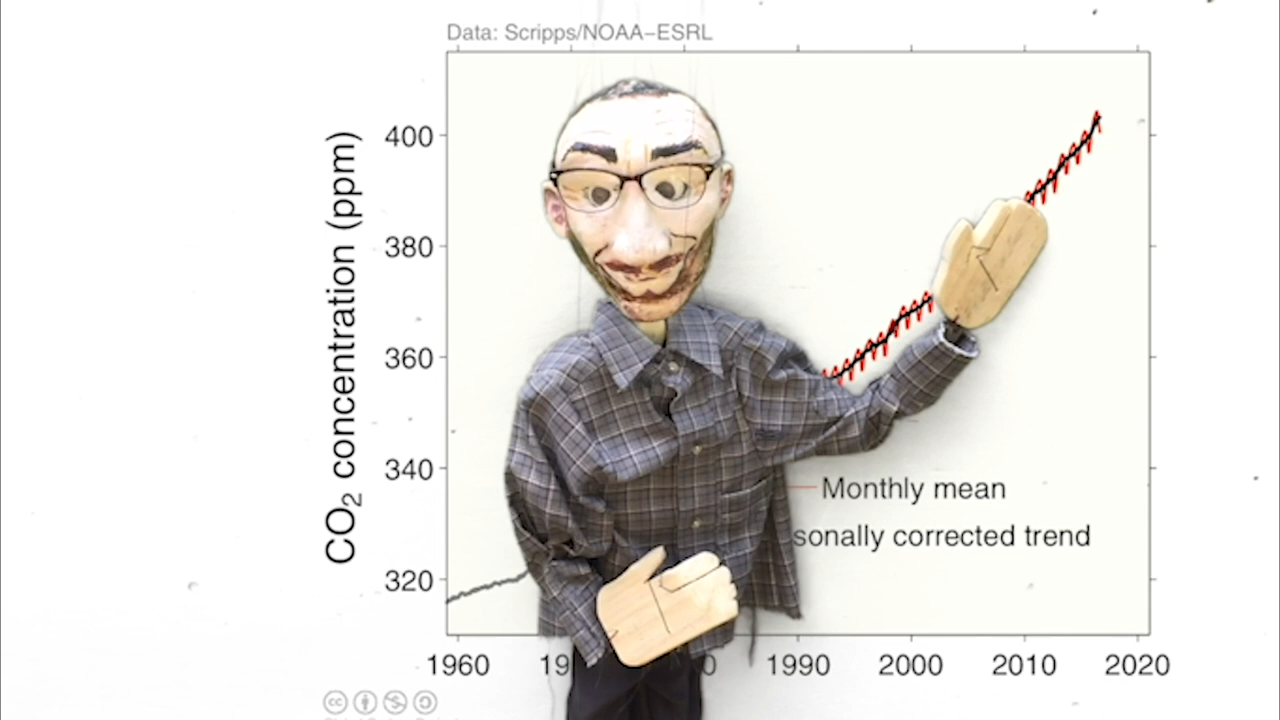 Data: Scripps/NOAA–ESRL
CO₂ concentration (ppm)
400
380
360
340
320
Monthly mean
sonally corrected trend
1960 19 0 1990 2000 2010 2020
cc